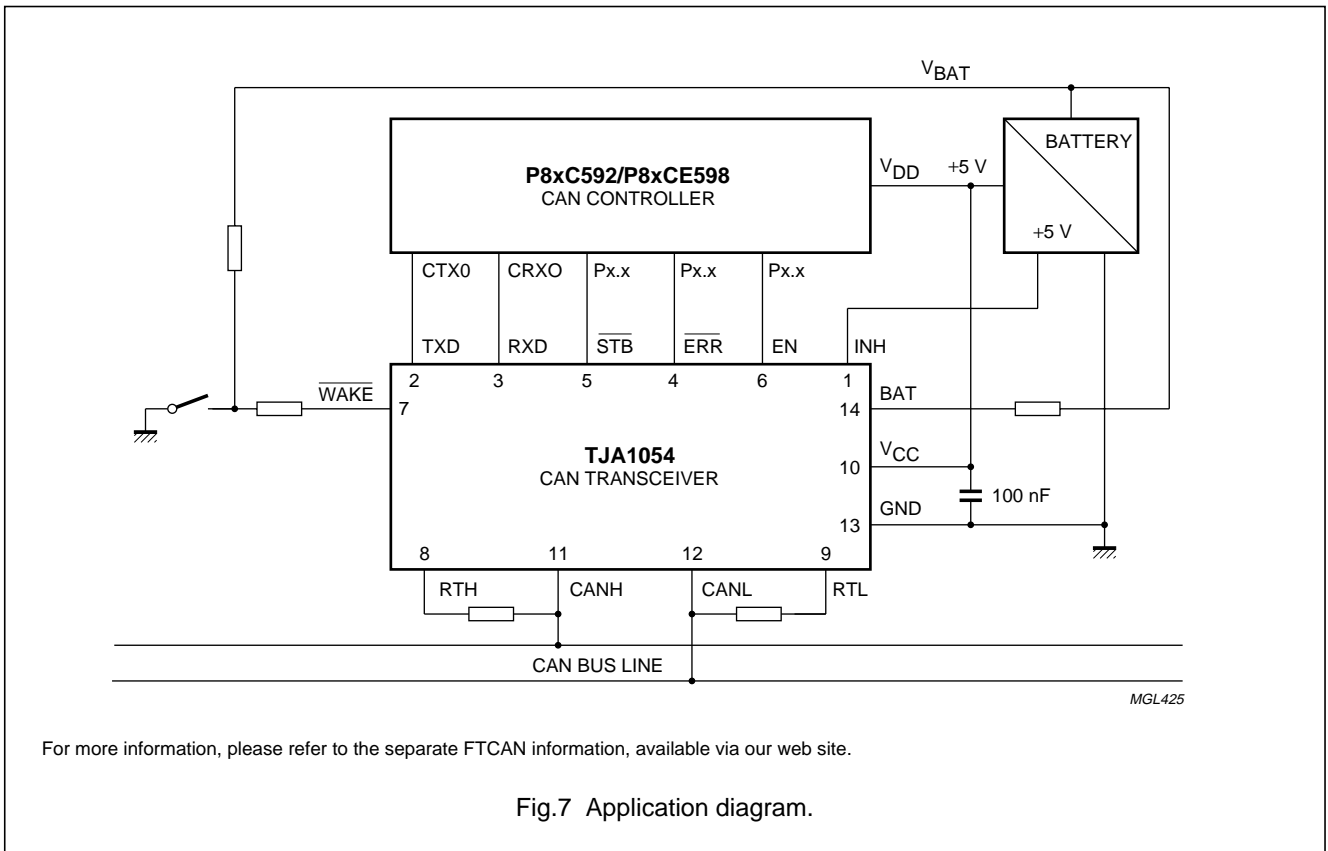 VBAT
BATTERY
+5 V
P8xC592/P8xCE598
CAN CONTROLLER
VDD +5 V
CTX0 CRXO Px.x Px.x Px.x
TXD RXD STB ERR EN INH
2 3 5 4 6 1
WAKE
7
BAT
14
TJA1054
CAN TRANSCEIVER
VCC
10
100 nF
GND
13
8 11 12 9
RTH CANH CANL RTL
CAN BUS LINE
MGL425
For more information, please refer to the separate FTCAN information, available via our web site.
Fig.7 Application diagram.